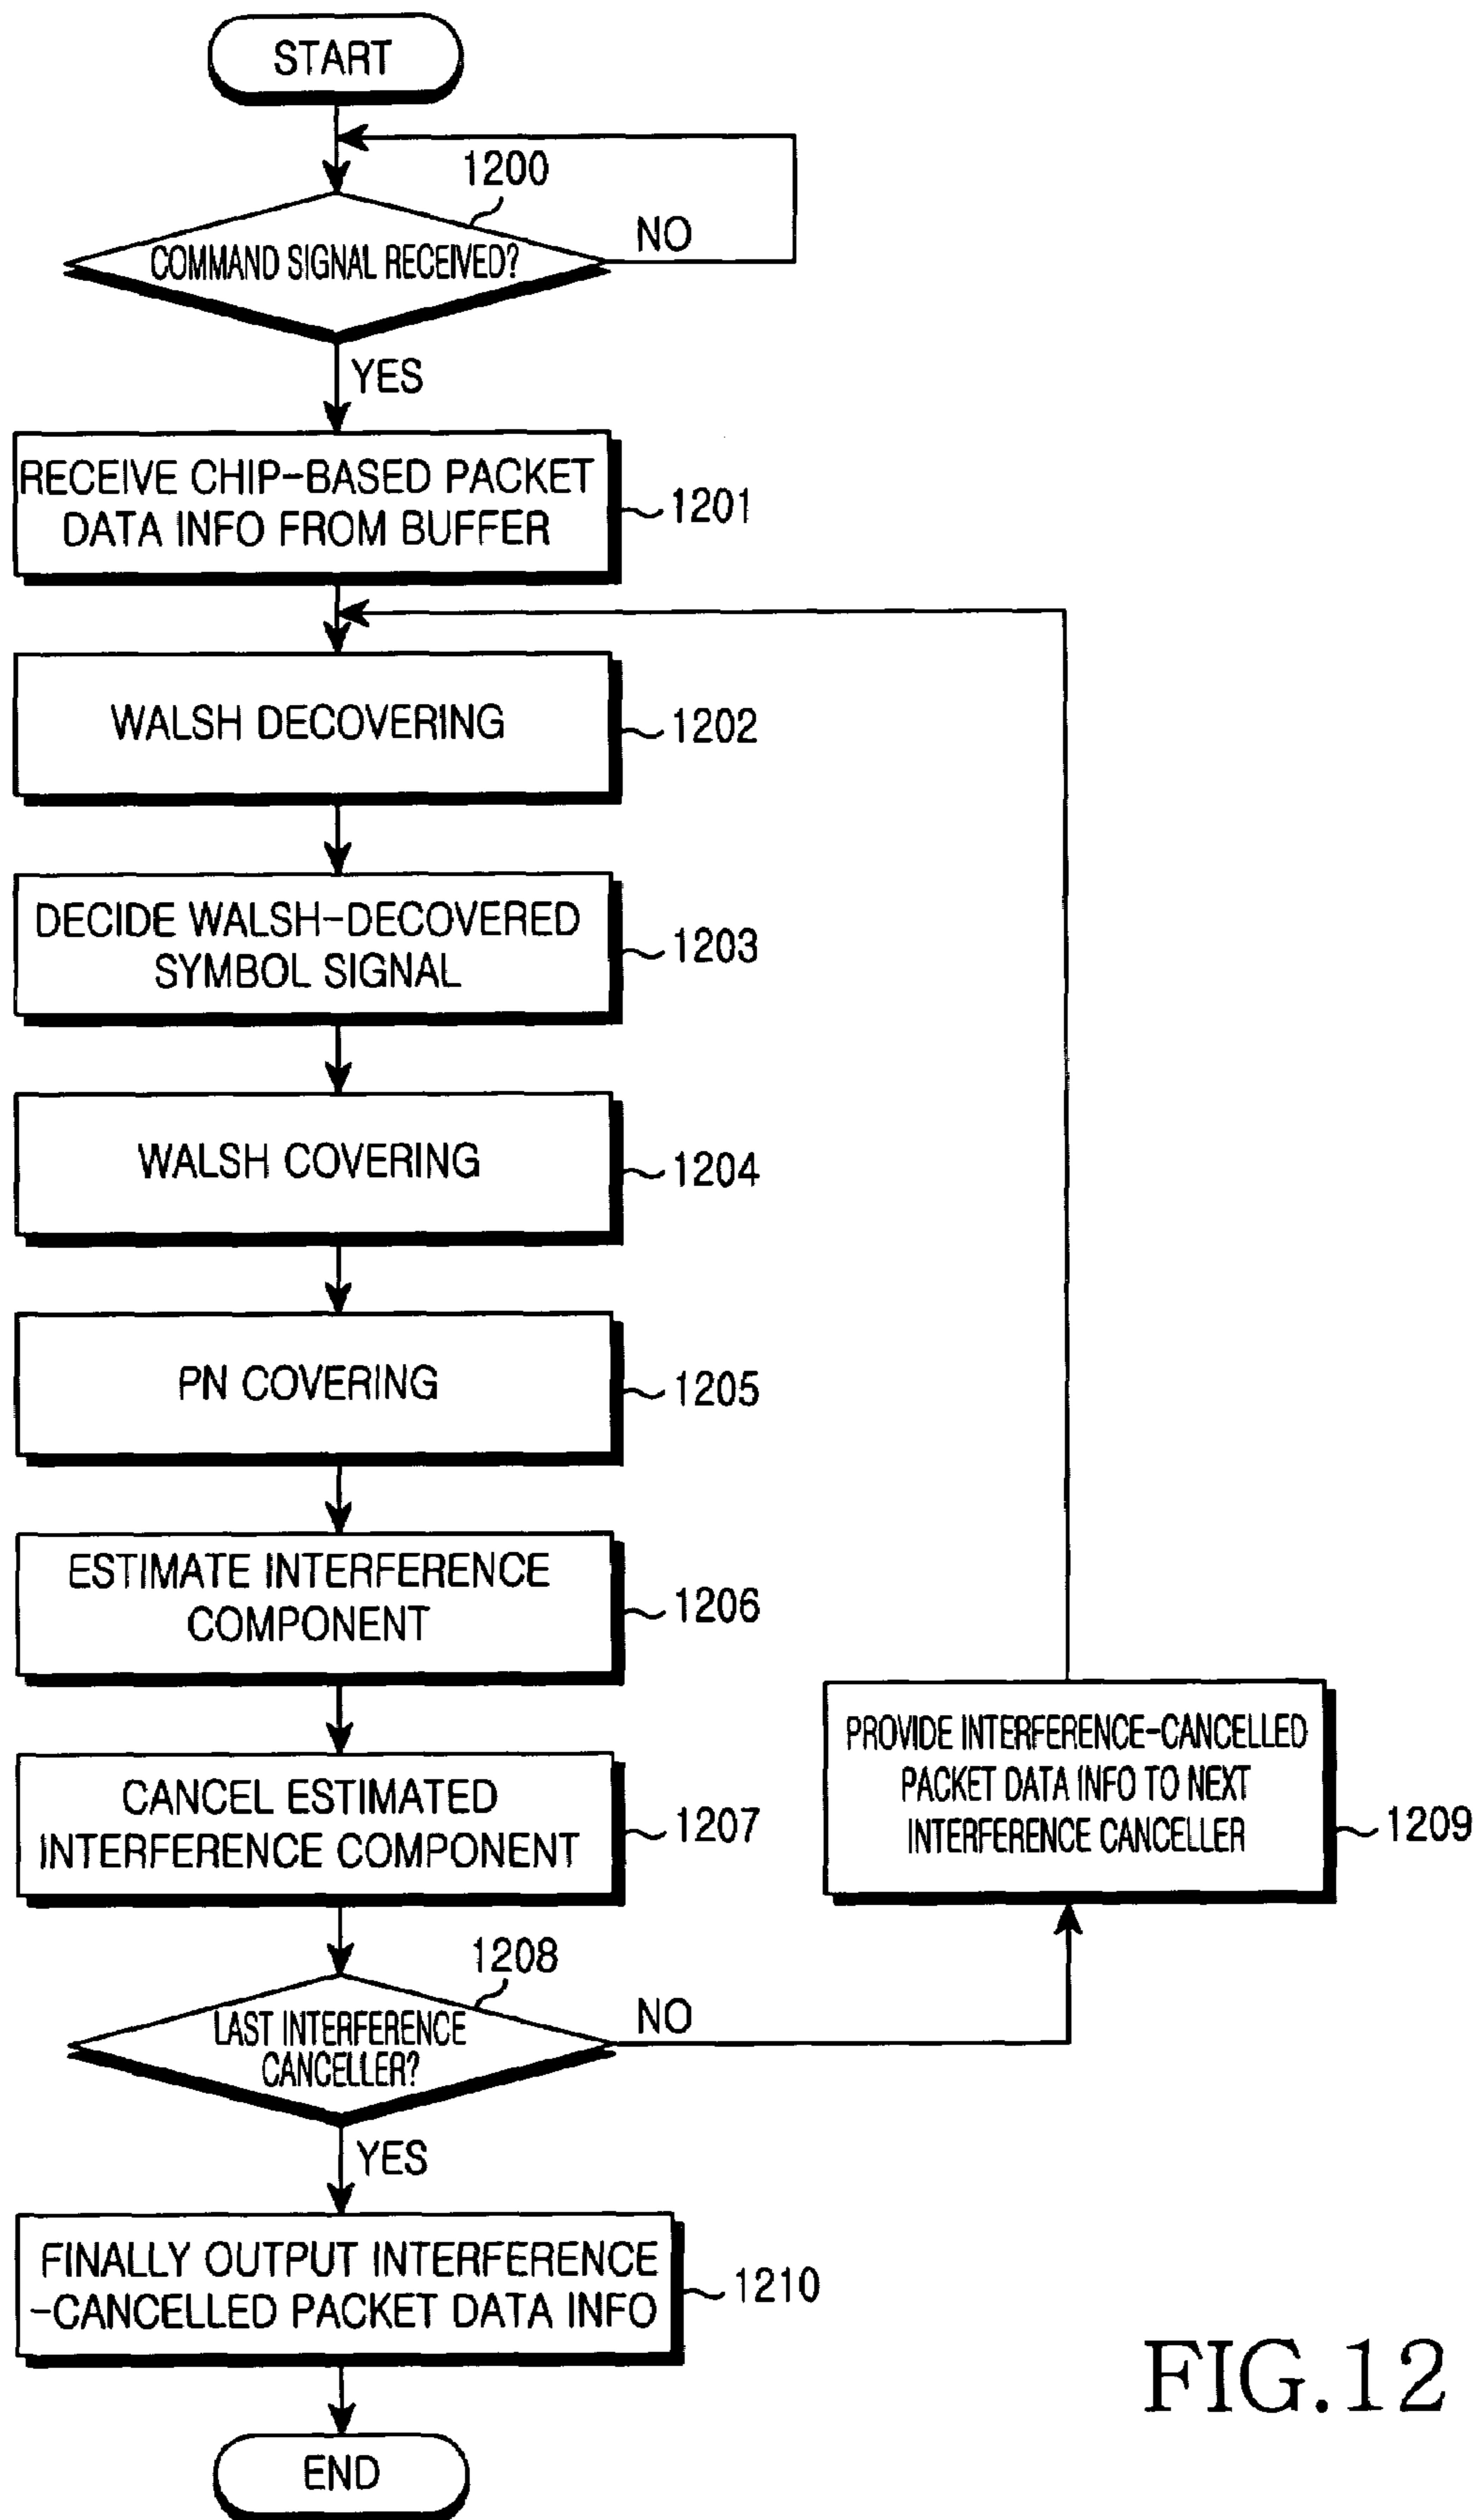 START
1200
COMMAND SIGNAL RECEIVED?
NO
YES
RECEIVE CHIP-BASED PACKET
DATA INFO FROM BUFFER
1201
WALSH DECOVERING
1202
DECIDE WALSH-DECOVERED
SYMBOL SIGNAL
1203
WALSH COVERING
1204
PN COVERING
1205
ESTIMATE INTERFERENCE
COMPONENT
1206
CANCEL ESTIMATED
INTERFERENCE COMPONENT
1207
PROVIDE INTERFERENCE-CANCELLED
PACKET DATA INFO TO NEXT
INTERFERENCE CANCELLER
1209
1208
LAST INTERFERENCE
CANCELLER?
NO
YES
FINALLY OUTPUT INTERFERENCE
-CANCELLED PACKET DATA INFO
1210
END
FIG.12